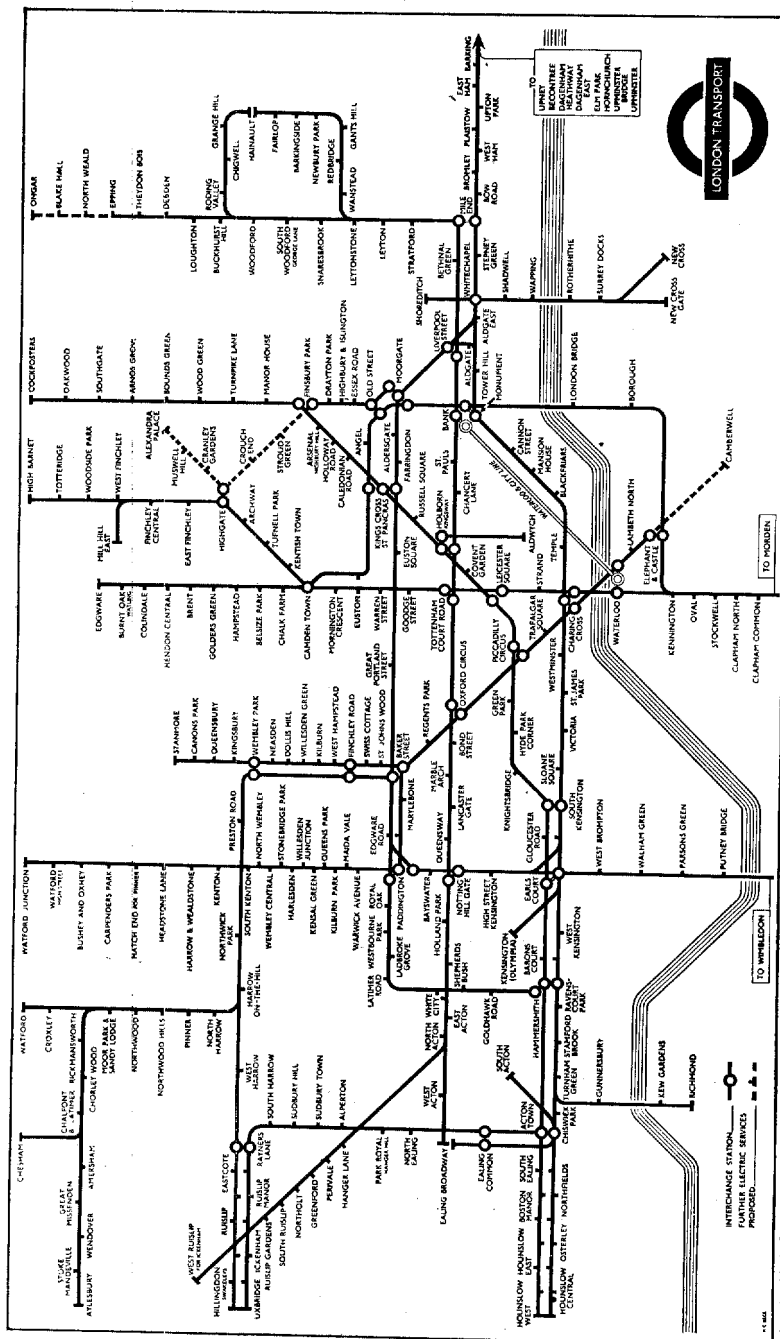 ONGAR
BLAKE HALL
NORTH WEALD
EPPING
THEYDON BOIS
DEBDEN
LOUGHTON
BUCKHURST
HILL
RODING
VALLEY
GRANGE HILL
CHIGWELL
HAINAULT
FAIRLOP
BARKINGSIDE
NEWBURY PARK
REDBRIDGE
GANTS HILL
WANSTEAD
WOODFORD
SOUTH
WOODFORD
GEORGE LANE
SNARESBROOK
LEYTONSTONE
LEYTON
STRATFORD
MILE
END
BROMLEY
PLAISTOW
EAST
HAM
BARKING
BOW
ROAD
WEST
HAM
UPTON
PARK
TO
UPNEY
BECONTREE
DAGENHAM
HEATHWAY
DAGENHAM
EAST
ELM PARK
HORNCHURCH
UPMINSTER
BRIDGE
UPMINSTER
LONDON TRANSPORT
BETHNAL
GREEN
WHITECHAPEL
STEPNEY
GREEN
SHOREDITCH
SHADWELL
WAPPING
ROTHERHITHE
SURREY DOCKS
NEW
CROSS
NEW CROSS
GATE
COCKFOSTERS
OAKWOOD
SOUTHGATE
ARNOS GROVE
BOUNDS GREEN
WOOD GREEN
TURNPIKE LANE
MANOR HOUSE
FINSBURY PARK
DRAYTON PARK
HIGHBURY & ISLINGTON
ESSEX ROAD
OLD STREET
MOORGATE
LIVERPOOL
STREET
ALDGATE
EAST
ALDGATE
TOWER HILL
MONUMENT
BANK
LONDON BRIDGE
BOROUGH
ALEXANDRA
PALACE
MUSWELL
HILL
CRANLEY
GARDENS
CROUCH
END
STROUD
GREEN
ARSENAL
HIGHBURY HILL
HOLLOWAY
ROAD
CALEDONIAN
ROAD
ANGEL
ALDERSGATE
FARRINGDON
KINGS CROSS
ST PANCRAS
RUSSELL SQUARE
ST.
PAULS
CHANCERY
LANE
HOLBORN
KINGSWAY
ALDWYCH
CANNON
STREET
MANSION
HOUSE
BLACKFRIARS
TEMPLE
WATERLOO & CITY LINE
CAMBERWELL
LAMBETH NORTH
ELEPHANT
& CASTLE
HIGH BARNET
TOTTERIDGE
WOODSIDE PARK
WEST FINCHLEY
MILL HILL
EAST
FINCHLEY
CENTRAL
EAST FINCHLEY
HIGHGATE
ARCHWAY
TUFNELL PARK
KENTISH TOWN
EDGWARE
BURNT OAK
WATLING
COLINDALE
HENDON CENTRAL
BRENT
GOLDERS GREEN
HAMPSTEAD
BELSIZE PARK
CHALK FARM
CAMDEN TOWN
MORNINGTON
CRESCENT
EUSTON
EUSTON
SQUARE
WARREN
STREET
GREAT
PORTLAND
STREET
GOODGE
STREET
TOTTENHAM
COURT ROAD
COVENT
GARDEN
LEICESTER
SQUARE
STRAND
TRAFALGAR
SQUARE
CHARING
CROSS
WATERLOO
KENNINGTON
OVAL
STOCKWELL
CLAPHAM NORTH
CLAPHAM COMMON
TO MORDEN
STANMORE
CANONS PARK
QUEENSBURY
KINGSBURY
WEMBLEY PARK
NEASDEN
DOLLIS HILL
WILLESDEN GREEN
KILBURN
WEST HAMPSTEAD
FINCHLEY ROAD
SWISS COTTAGE
ST JOHNS WOOD
BAKER
STREET
REGENTS PARK
OXFORD CIRCUS
PICCADILLY
CIRCUS
BOND
STREET
GREEN
PARK
HYDE PARK
CORNER
WESTMINSTER
ST. JAMES
PARK
VICTORIA
SLOANE
SQUARE
KNIGHTSBRIDGE
SOUTH
KENSINGTON
GLOUCESTER
ROAD
MARBLE
ARCH
LANCASTER
GATE
QUEENSWAY
MARYLEBONE
EDGWARE
ROAD
PRESTON ROAD
WATFORD JUNCTION
WATFORD
HIGH STREET
BUSHEY AND OXHEY
CARPENDERS PARK
HATCH END FOR PINNER
HEADSTONE LANE
HARROW & WEALDSTONE
KENTON
NORTHWICK
PARK
SOUTH KENTON
NORTH WEMBLEY
WEMBLEY CENTRAL
STONEBRIDGE PARK
HARLESDEN
WILLESDEN
JUNCTION
KENSAL GREEN
QUEENS PARK
KILBURN PARK
MAIDA VALE
WARWICK AVENUE
PADDINGTON
ROYAL
OAK
WESTBOURNE
PARK
LADBROKE
GROVE
LATIMER
ROAD
BAYSWATER
NOTTING
HILL GATE
HOLLAND PARK
HIGH STREET
KENSINGTON
EARLS
COURT
KENSINGTON
(OLYMPIA)
WEST BROMPTON
WALHAM GREEN
PARSONS GREEN
PUTNEY BRIDGE
TO WIMBLEDON
WEST
KENSINGTON
BARONS
COURT
SHEPHERDS
BUSH
WHITE
CITY
EAST
ACTON
NORTH
ACTON
GOLDHAWK
ROAD
HAMMERSMITH
RAVENS-
COURT
PARK
STAMFORD
BROOK
TURNHAM
GREEN
CHISWICK
PARK
GUNNERSBURY
KEW GARDENS
RICHMOND
SOUTH
ACTON
ACTON
TOWN
WEST
ACTON
EALING BROADWAY
EALING
COMMON
NORTH
EALING
PARK ROYAL
HANGER HILL
ALPERTON
SUDBURY TOWN
SUDBURY HILL
SOUTH HARROW
WATFORD
CROXLEY
RICKMANSWORTH
MOOR PARK &
SANDY LODGE
NORTHWOOD
NORTHWOOD HILLS
PINNER
NORTH
HARROW
HARROW
ON-THE-HILL
WEST
HARROW
RAYNERS
LANE
EASTCOTE
RUISLIP
MANOR
RUISLIP
ICKENHAM
HILLINGDON
UXBRIDGE
CHESHAM
CHALFONT
& LATIMER
CHORLEY WOOD
AMERSHAM
GREAT
MISSENDEN
WENDOVER
STOKE
MANDEVILLE
AYLESBURY
WEST RUISLIP
FOR ICKENHAM
RUISLIP GARDENS
SOUTH RUISLIP
NORTHOLT
GREENFORD
PERIVALE
HANGER LANE
SOUTH
EALING
NORTHFIELDS
BOSTON
MANOR
OSTERLEY
HOUNSLOW
EAST
HOUNSLOW
CENTRAL
HOUNSLOW
WEST
INTERCHANGE STATION
FURTHER ELECTRIC SERVICES
PROPOSED